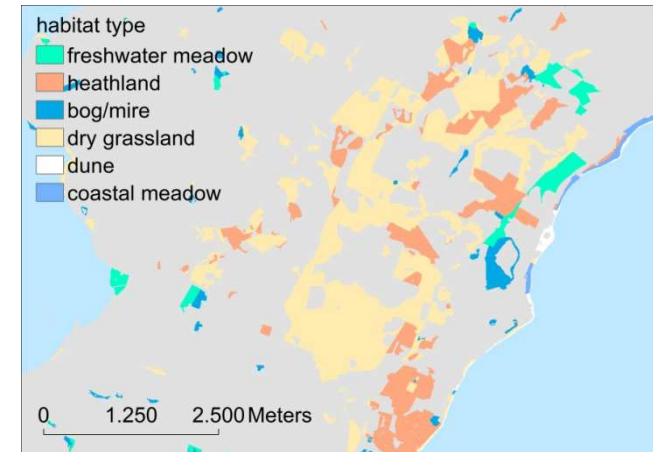 habitat type
freshwater meadow
heathland
bog/mire
dry grassland
dune
coastal meadow
0 1.250 2.500 Meters